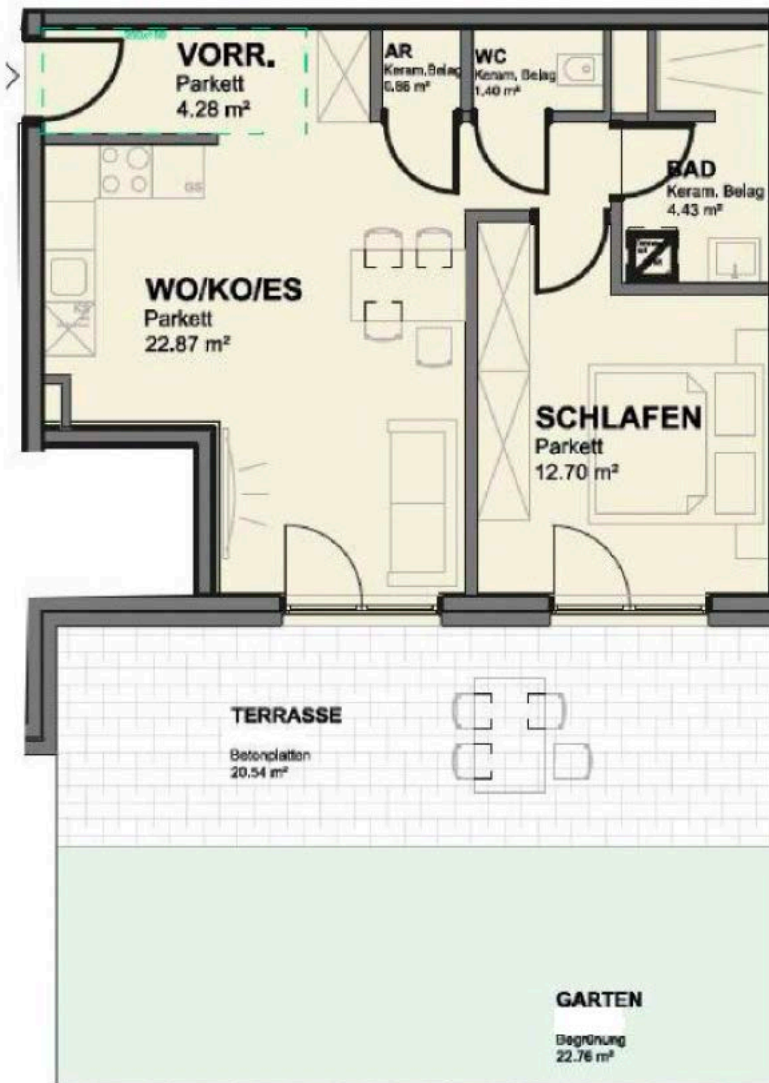 VORR.
Parkett
4.28 m²
AR
Keram. Belag
WC
Keram. Belag
1.40 m²
BAD
Keram. Belag
4.43 m²
GS
WO/KO/ES
Parkett
22.87 m²
SCHLAFEN
Parkett
12.70 m²
TERRASSE
Betonplatten
20.54 m²
GARTEN
Begrünung
22.76 m²